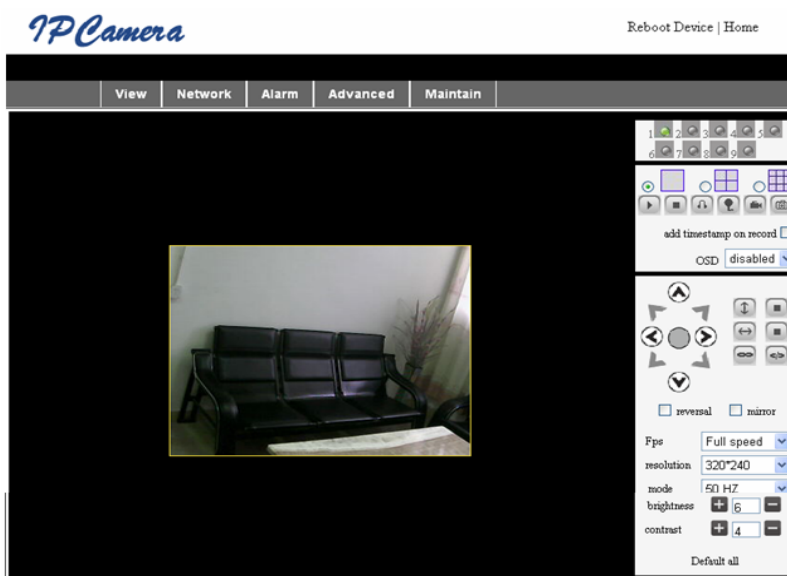 IPCamera
Reboot Device | Home
View Network Alarm Advanced Maintain
1 2 3 4 5
6 7 8 9
add timestamp on record
OSD disabled
reversal mirror
Fps Full speed
resolution 320*240
mode 50 HZ
brightness 6
contrast 4
Default all